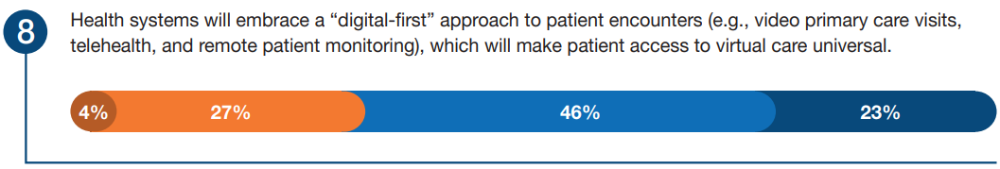 8
Health systems will embrace a “digital-first” approach to patient encounters (e.g., video primary care visits,
telehealth, and remote patient monitoring), which will make patient access to virtual care universal.
4% 27% 46% 23%